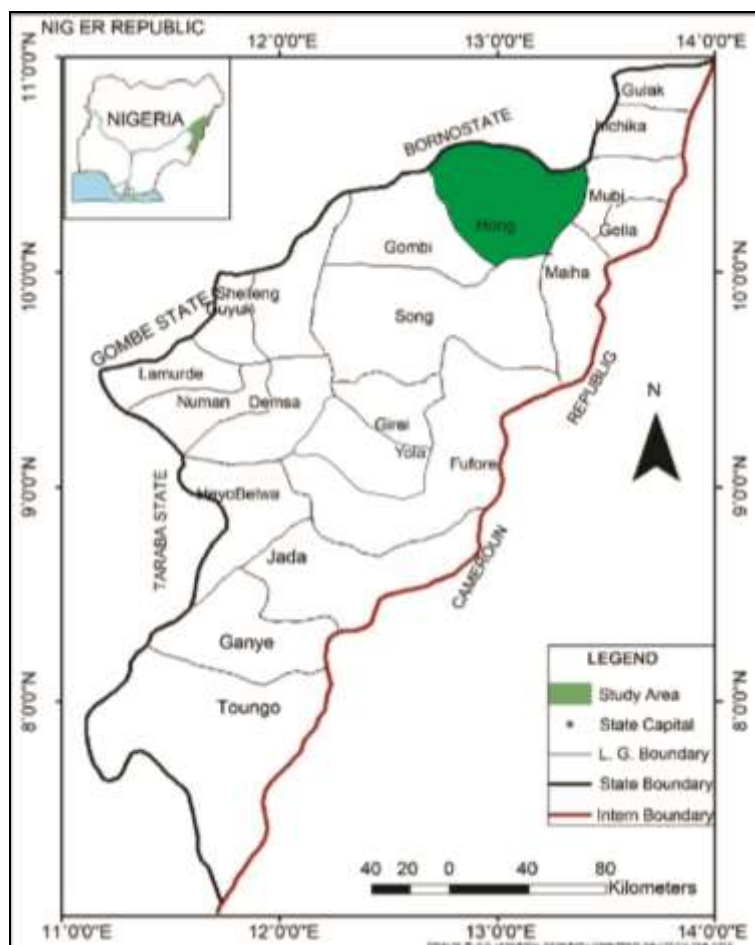 NIG ER REPUBLIC
12°0'0"E
13°0'0"E
14°0'0"E
11°0'0"N
11°0'0"N
NIGERIA
BORNOSTATE
Gulak
Mubi
Hong
Gella
Gombi
Maiha
10°0'0"N
10°0'0"N
Shelleng
Guyuk
GOMBE STATE
Song
Lamurde
Numan
Demsa
REPUBLIG
N
Girei
Yola
Fufore
9°0'0"N
9°0'0"N
MayoBelwa
TARABA STATE
CAMEROUN
Jada
Ganye
Toungo
8°0'0"N
8°0'0"N
LEGEND
Study Area
State Capital
L. G. Boundary
State Boundary
Intern Boundary
40 20 0 40 80
Kilometers
11°0'0"E
12°0'0"E
13°0'0"E
14°0'0"E